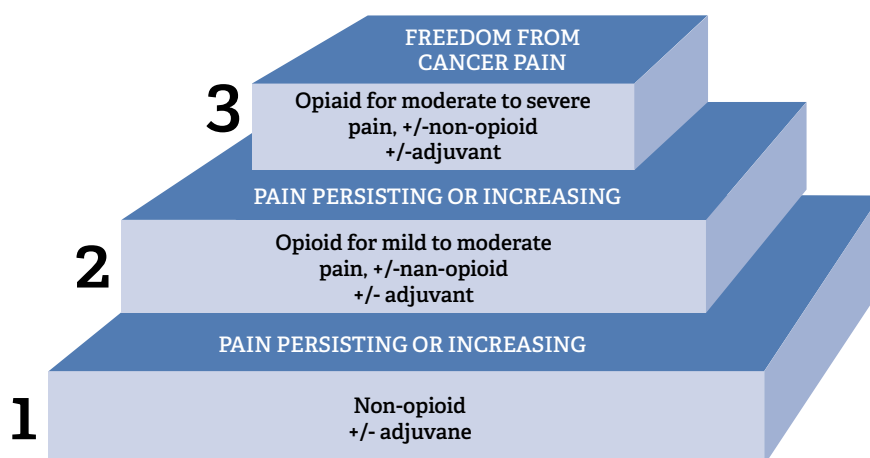 FREEDOM FROM
CANCER PAIN
3
Opiaid for moderate to severe
pain, +/-non-opioid
+/-adjuvant
PAIN PERSISTING OR INCREASING
2
Opioid for mild to moderate
pain, +/-nan-opioid
+/- adjuvant
PAIN PERSISTING OR INCREASING
1
Non-opioid
+/- adjuvane